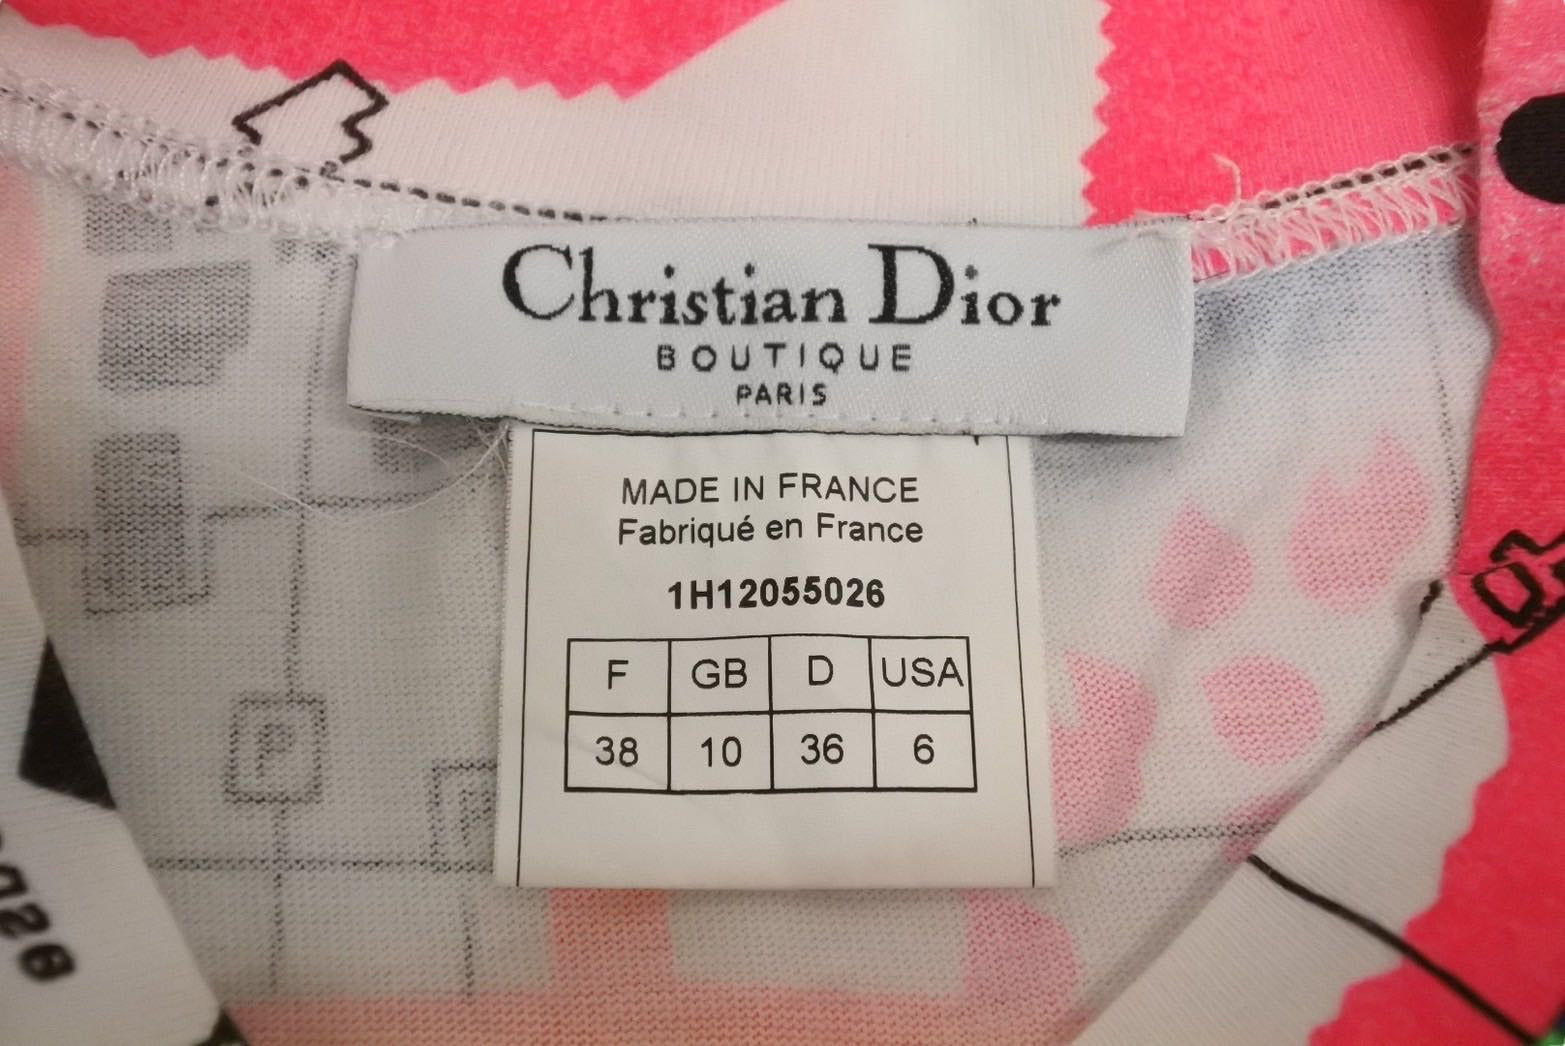 Christian Dior
BOUTIQUE
PARIS
MADE IN FRANCE
Fabriqué en France
1H12055026
F GB D USA
38 10 36 6
P